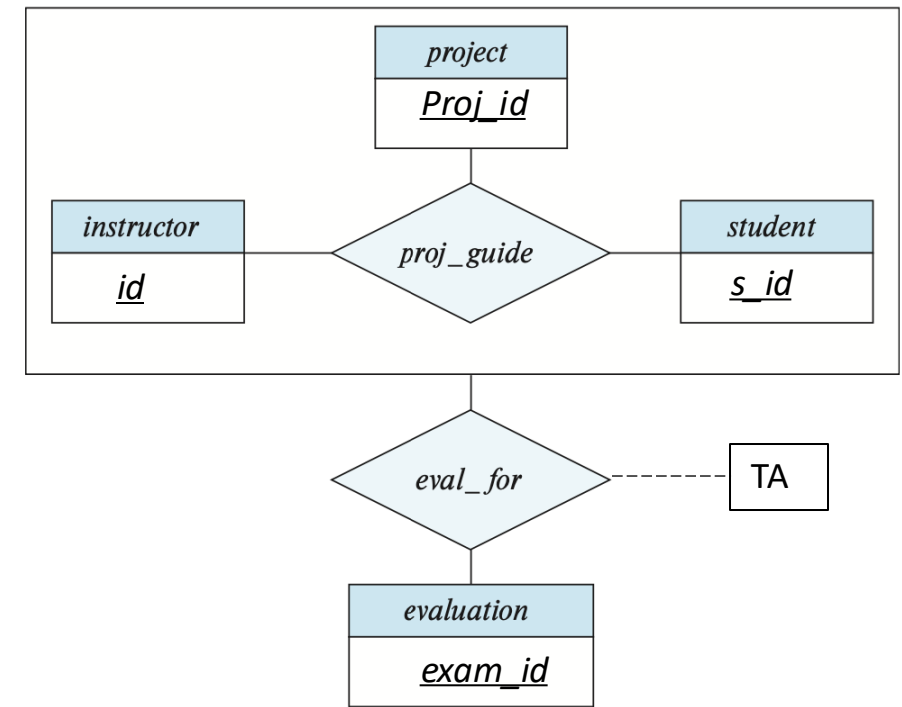 project
Proj_id
instructor
id
proj_guide
student
s_id
eval_for
TA
evaluation
exam_id